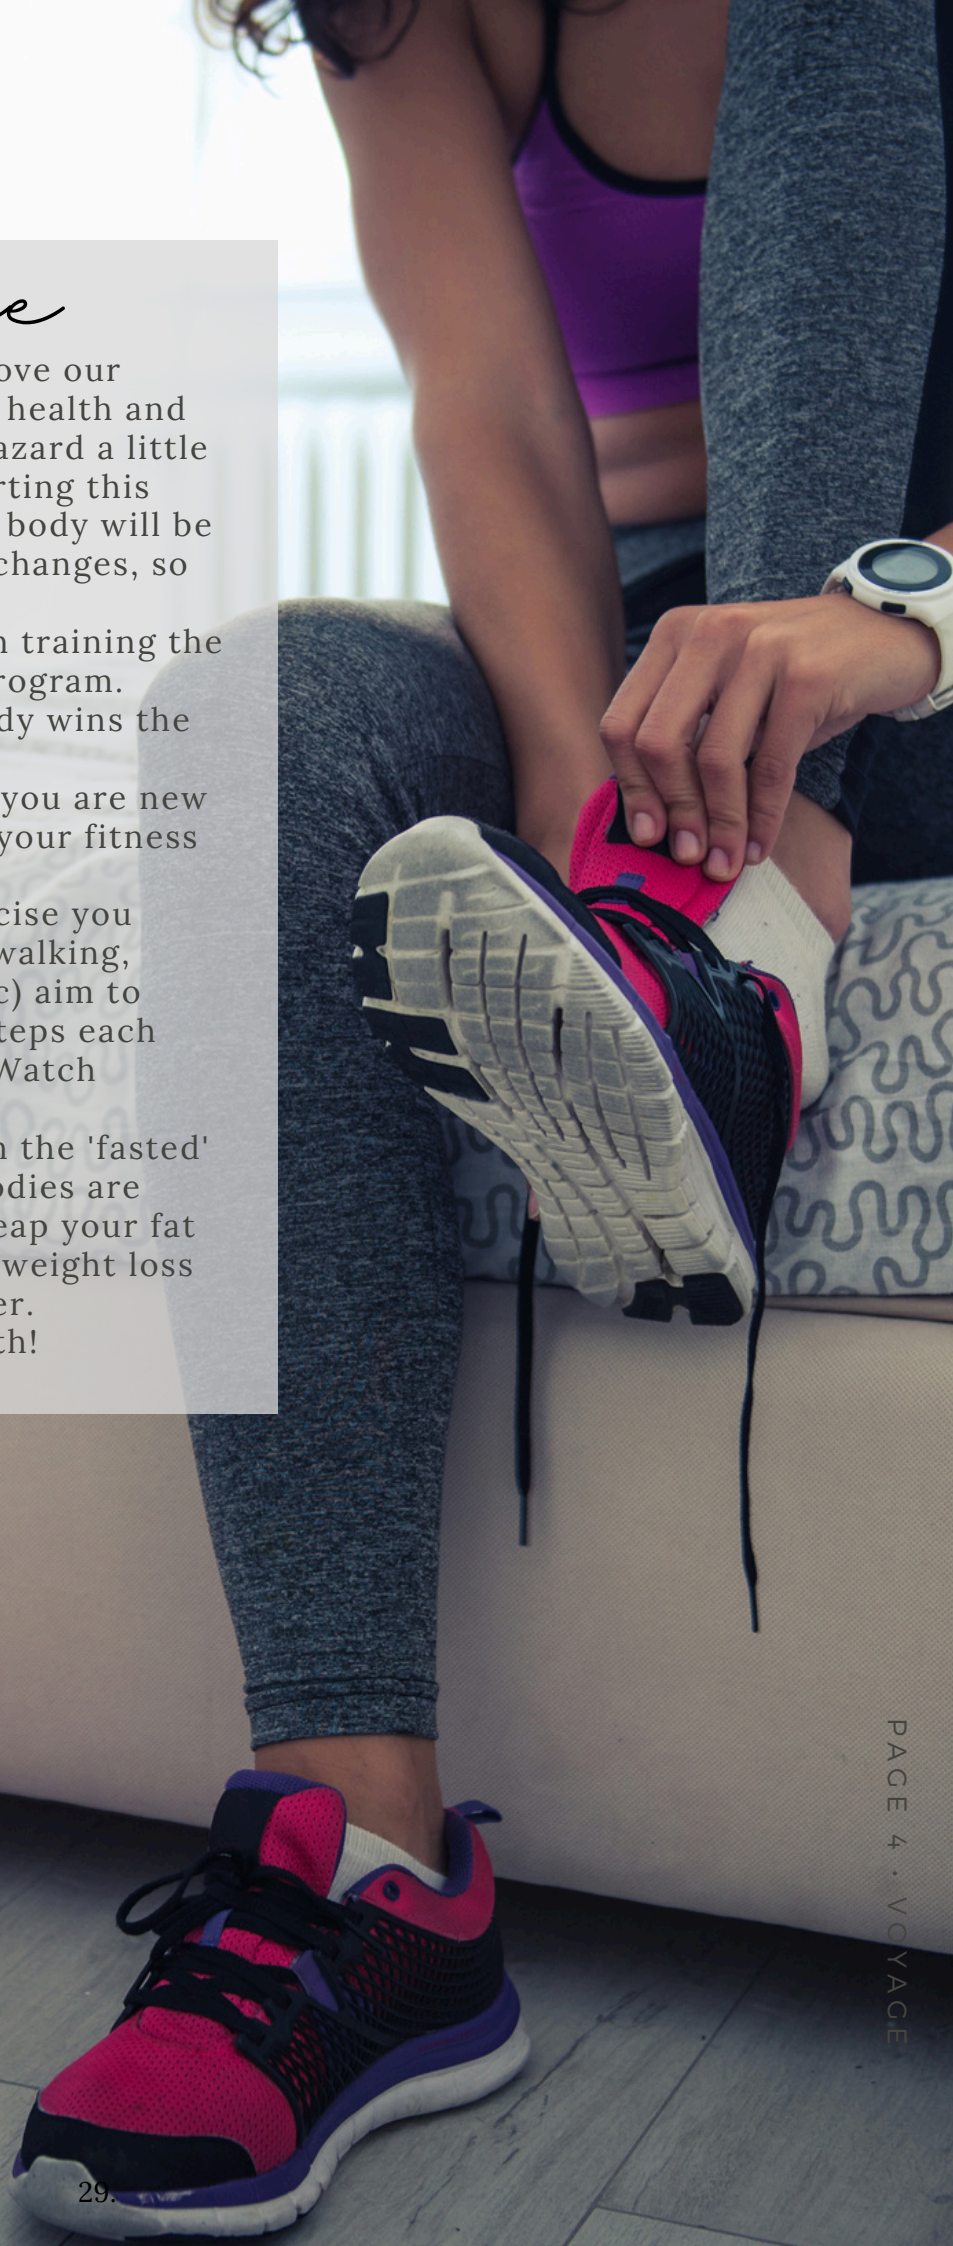 e
ove our
health and
azard a little
rting this
body will be
changes, so
n training the
rogram.
dy wins the
you are new
your fitness
cise you
walking,
c) aim to
teps each
Watch
n the 'fasted'
odies are
eap your fat
weight loss
er.
th!
PAGE 4 · VOYAGE
29.